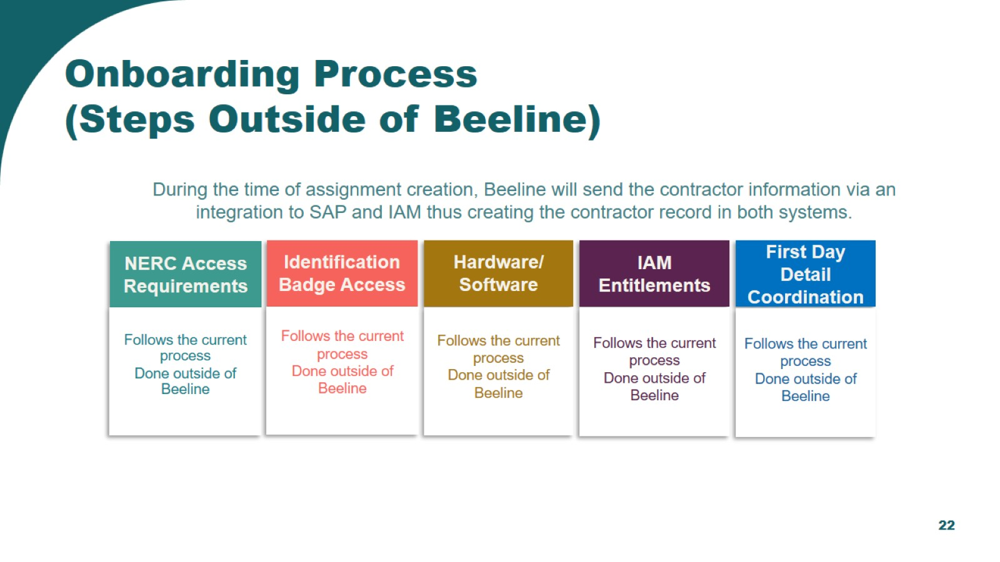 Onboarding Process
(Steps Outside of Beeline)
During the time of assignment creation, Beeline will send the contractor information via an
integration to SAP and IAM thus creating the contractor record in both systems.
NERC Access
Requirements
Follows the current
process
Done outside of
Beeline
Identification
Badge Access
Follows the current
process
Done outside of
Beeline
Hardware/
Software
Follows the current
process
Done outside of
Beeline
IAM
Entitlements
Follows the current
process
Done outside of
Beeline
First Day
Detail
Coordination
Follows the current
process
Done outside of
Beeline
22